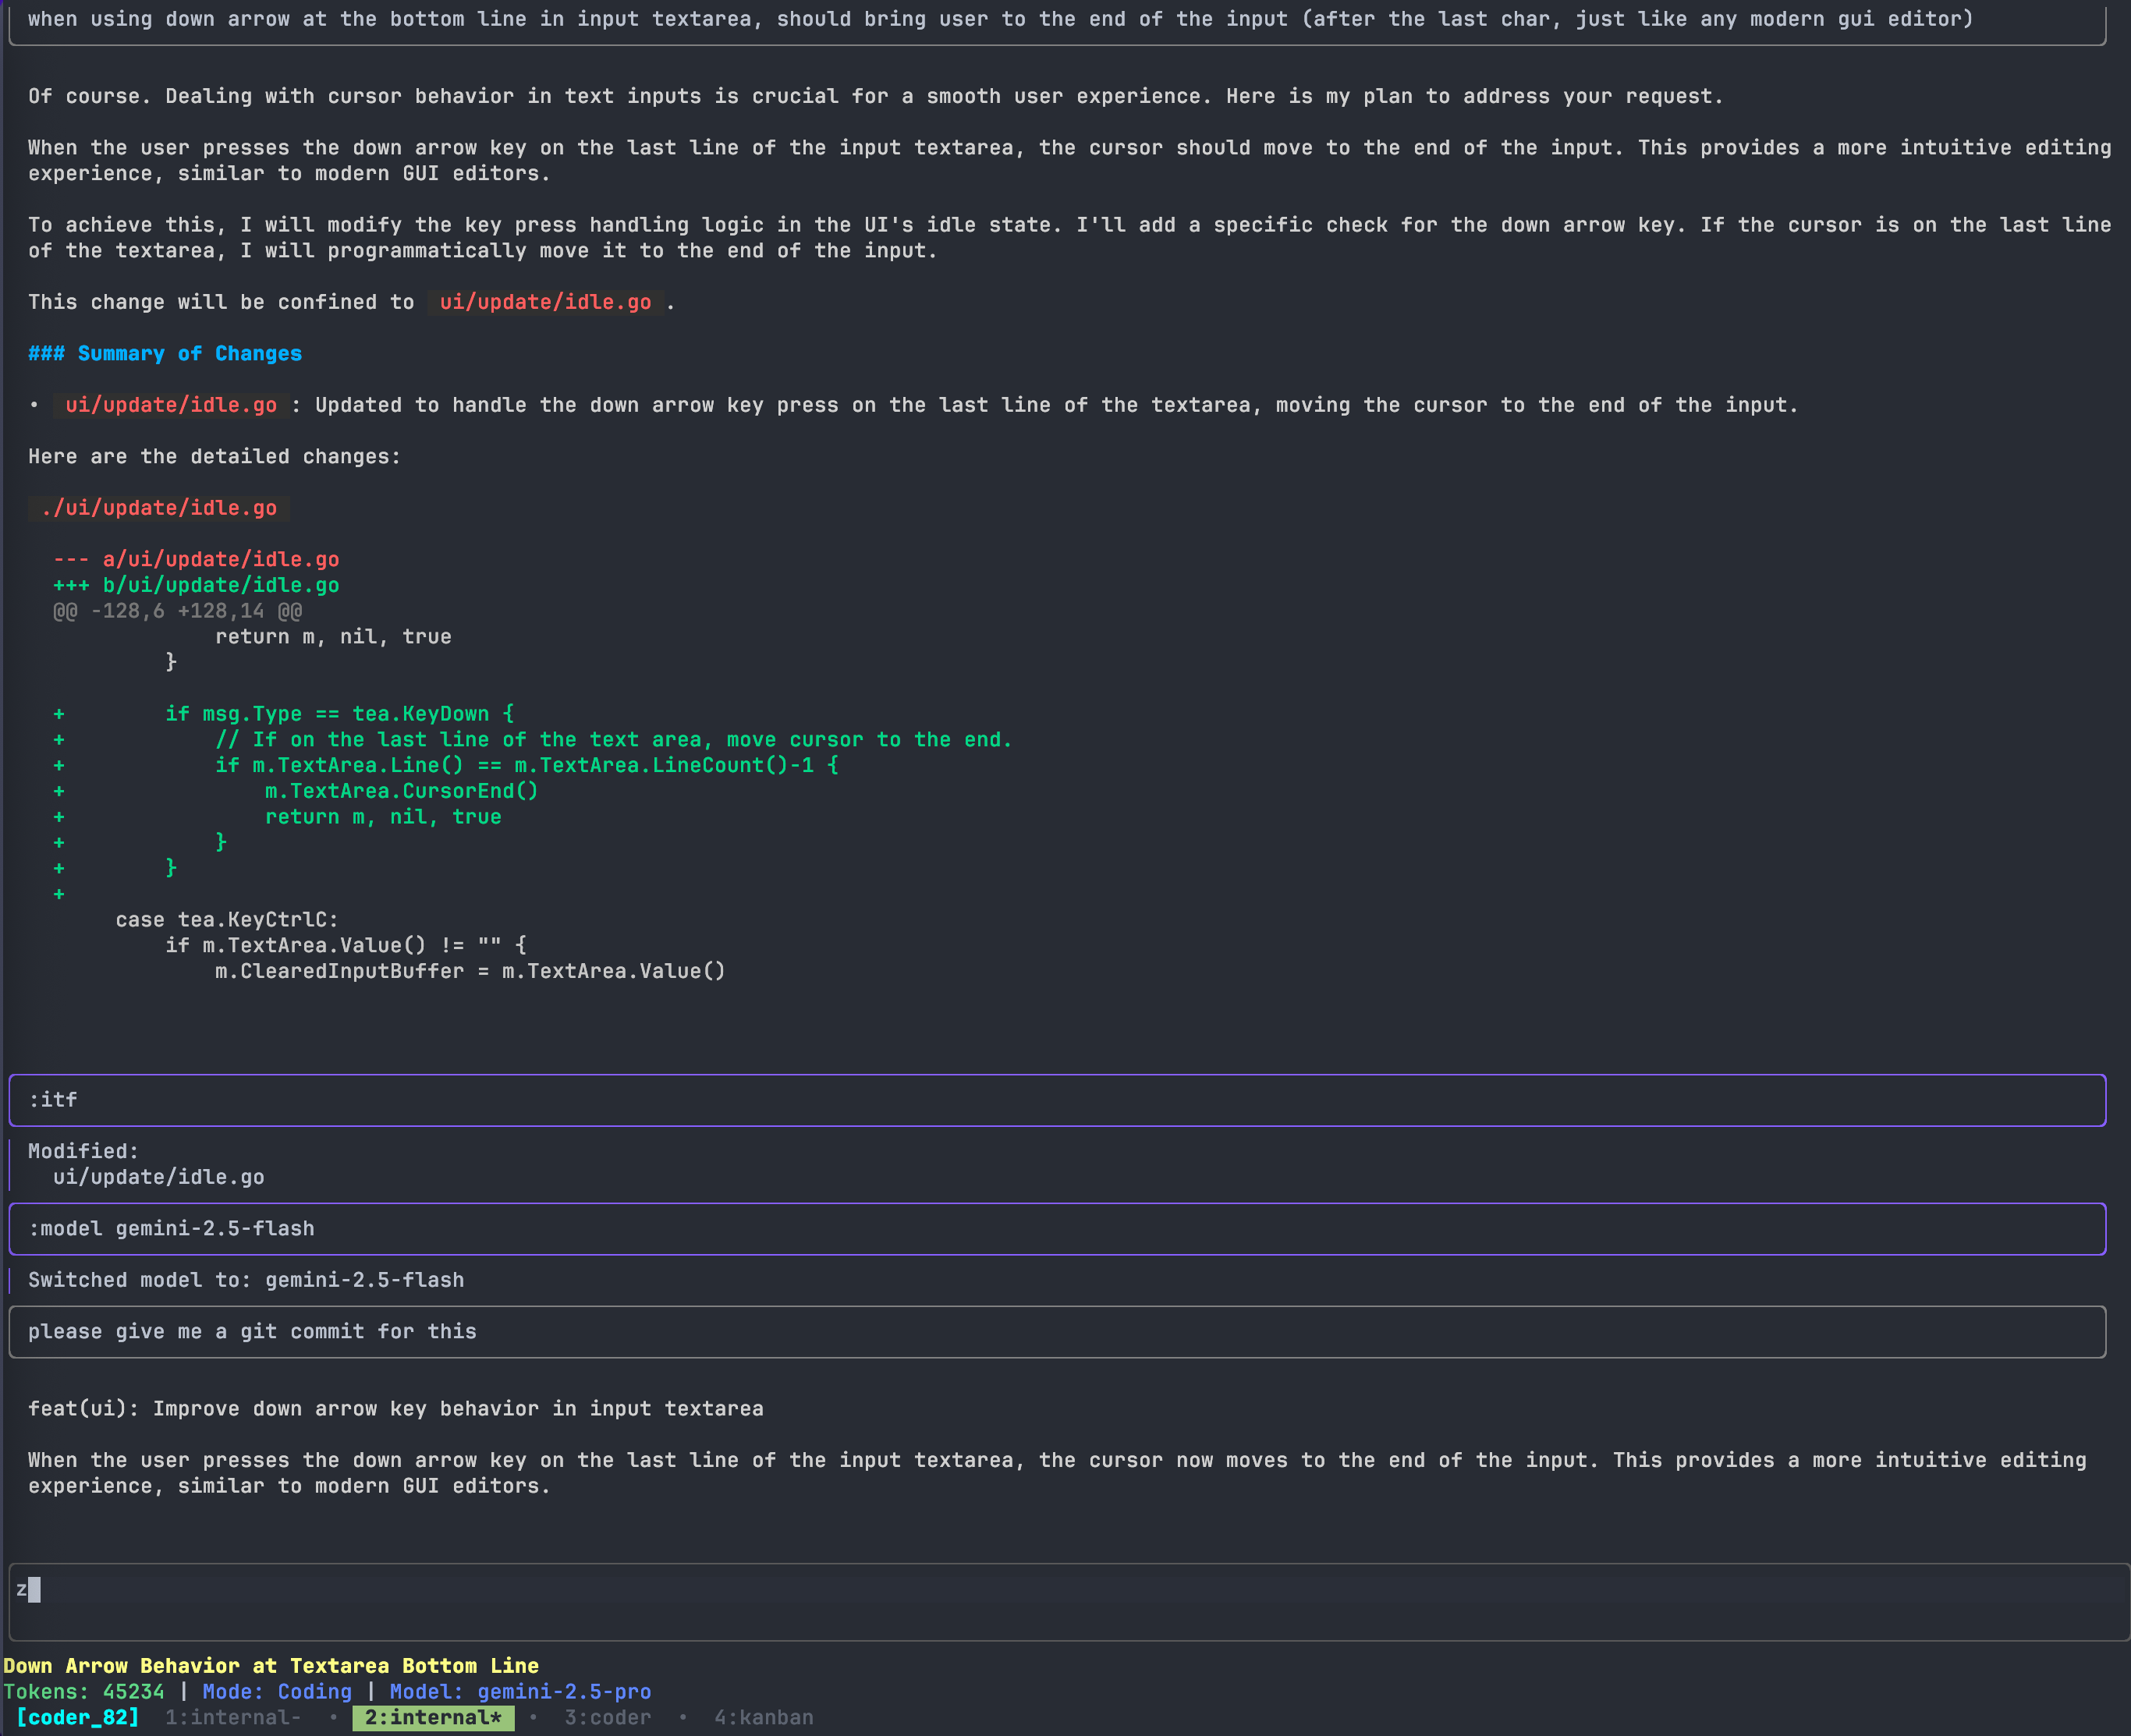 when using down arrow at the bottom line in input textarea, should bring user to the end of the input (after the last char, just like any modern gui editor)
Of course. Dealing with cursor behavior in text inputs is crucial for a smooth user experience. Here is my plan to address your request.
When the user presses the down arrow key on the last line of the input textarea, the cursor should move to the end of the input. This provides a more intuitive editing
experience, similar to modern GUI editors.
To achieve this, I will modify the key press handling logic in the UI's idle state. I'll add a specific check for the down arrow key. If the cursor is on the last line
of the textarea, I will programmatically move it to the end of the input.
This change will be confined to ui/update/idle.go .
### Summary of Changes
• ui/update/idle.go : Updated to handle the down arrow key press on the last line of the textarea, moving the cursor to the end of the input.
Here are the detailed changes:
./ui/update/idle.go
--- a/ui/update/idle.go
+++ b/ui/update/idle.go
@@ -128,6 +128,14 @@
return m, nil, true
}
+ if msg.Type == tea.KeyDown {
+ // If on the last line of the text area, move cursor to the end.
+ if m.TextArea.Line() == m.TextArea.LineCount()-1 {
+ m.TextArea.CursorEnd()
+ return m, nil, true
+ }
+ }
+
case tea.KeyCtrlC:
if m.TextArea.Value() != "" {
m.ClearedInputBuffer = m.TextArea.Value()
:itf
Modified:
ui/update/idle.go
:model gemini-2.5-flash
Switched model to: gemini-2.5-flash
please give me a git commit for this
feat(ui): Improve down arrow key behavior in input textarea
When the user presses the down arrow key on the last line of the input textarea, the cursor now moves to the end of the input. This provides a more intuitive editing
experience, similar to modern GUI editors.
z
Down Arrow Behavior at Textarea Bottom Line
Tokens: 45234 | Mode: Coding | Model: gemini-2.5-pro
[coder_82] 1:internal- • 2:internal* • 3:coder • 4:kanban